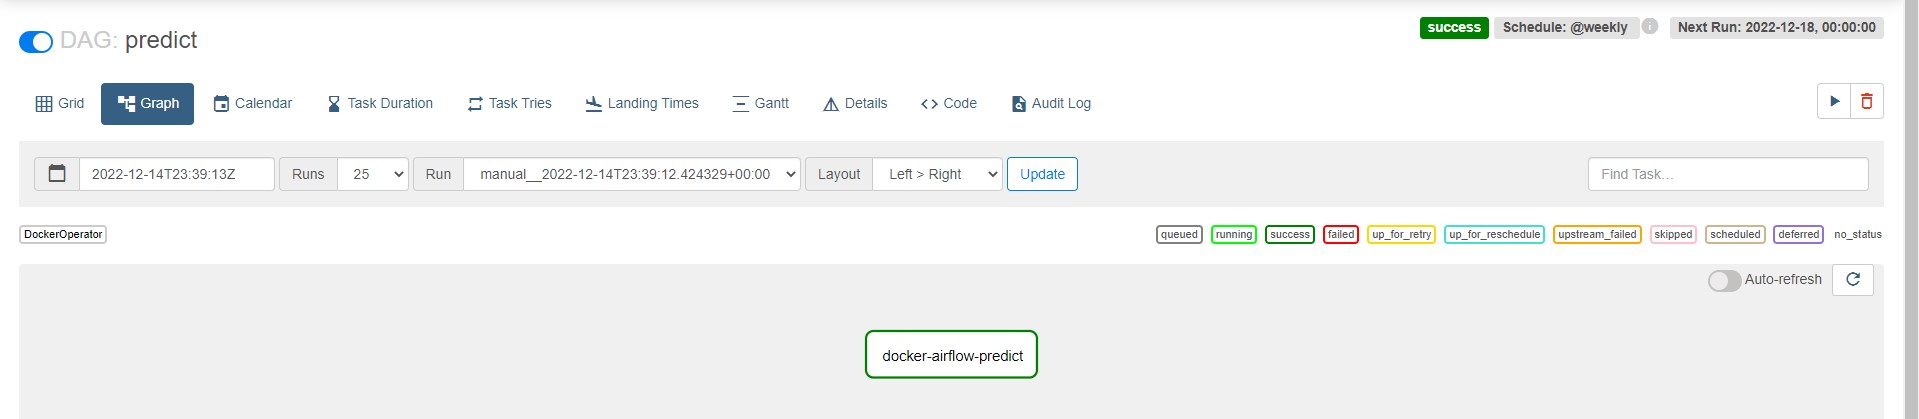 DAG: predict
success Schedule: @weekly Next Run: 2022-12-18, 00:00:00
Grid Graph Calendar Task Duration Task Tries Landing Times Gantt Details Code Audit Log
2022-12-14T23:39:13Z Runs 25 Run manual__2022-12-14T23:39:12.424329+00:00 Layout Left > Right Update Find Task...
DockerOperator queued running success failed up_for_retry up_for_reschedule upstream_failed skipped scheduled deferred no_status
Auto-refresh
docker-airflow-predict